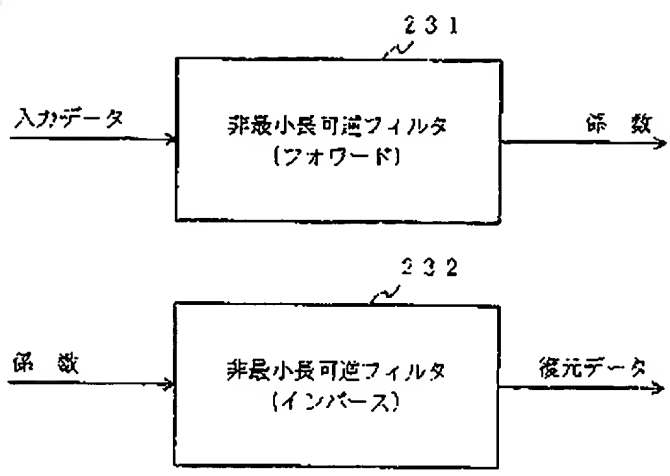 231
入力データ
非最小長可逆フィルタ
(フォワード)
係数
232
係数
非最小長可逆フィルタ
(インバース)
復元データ